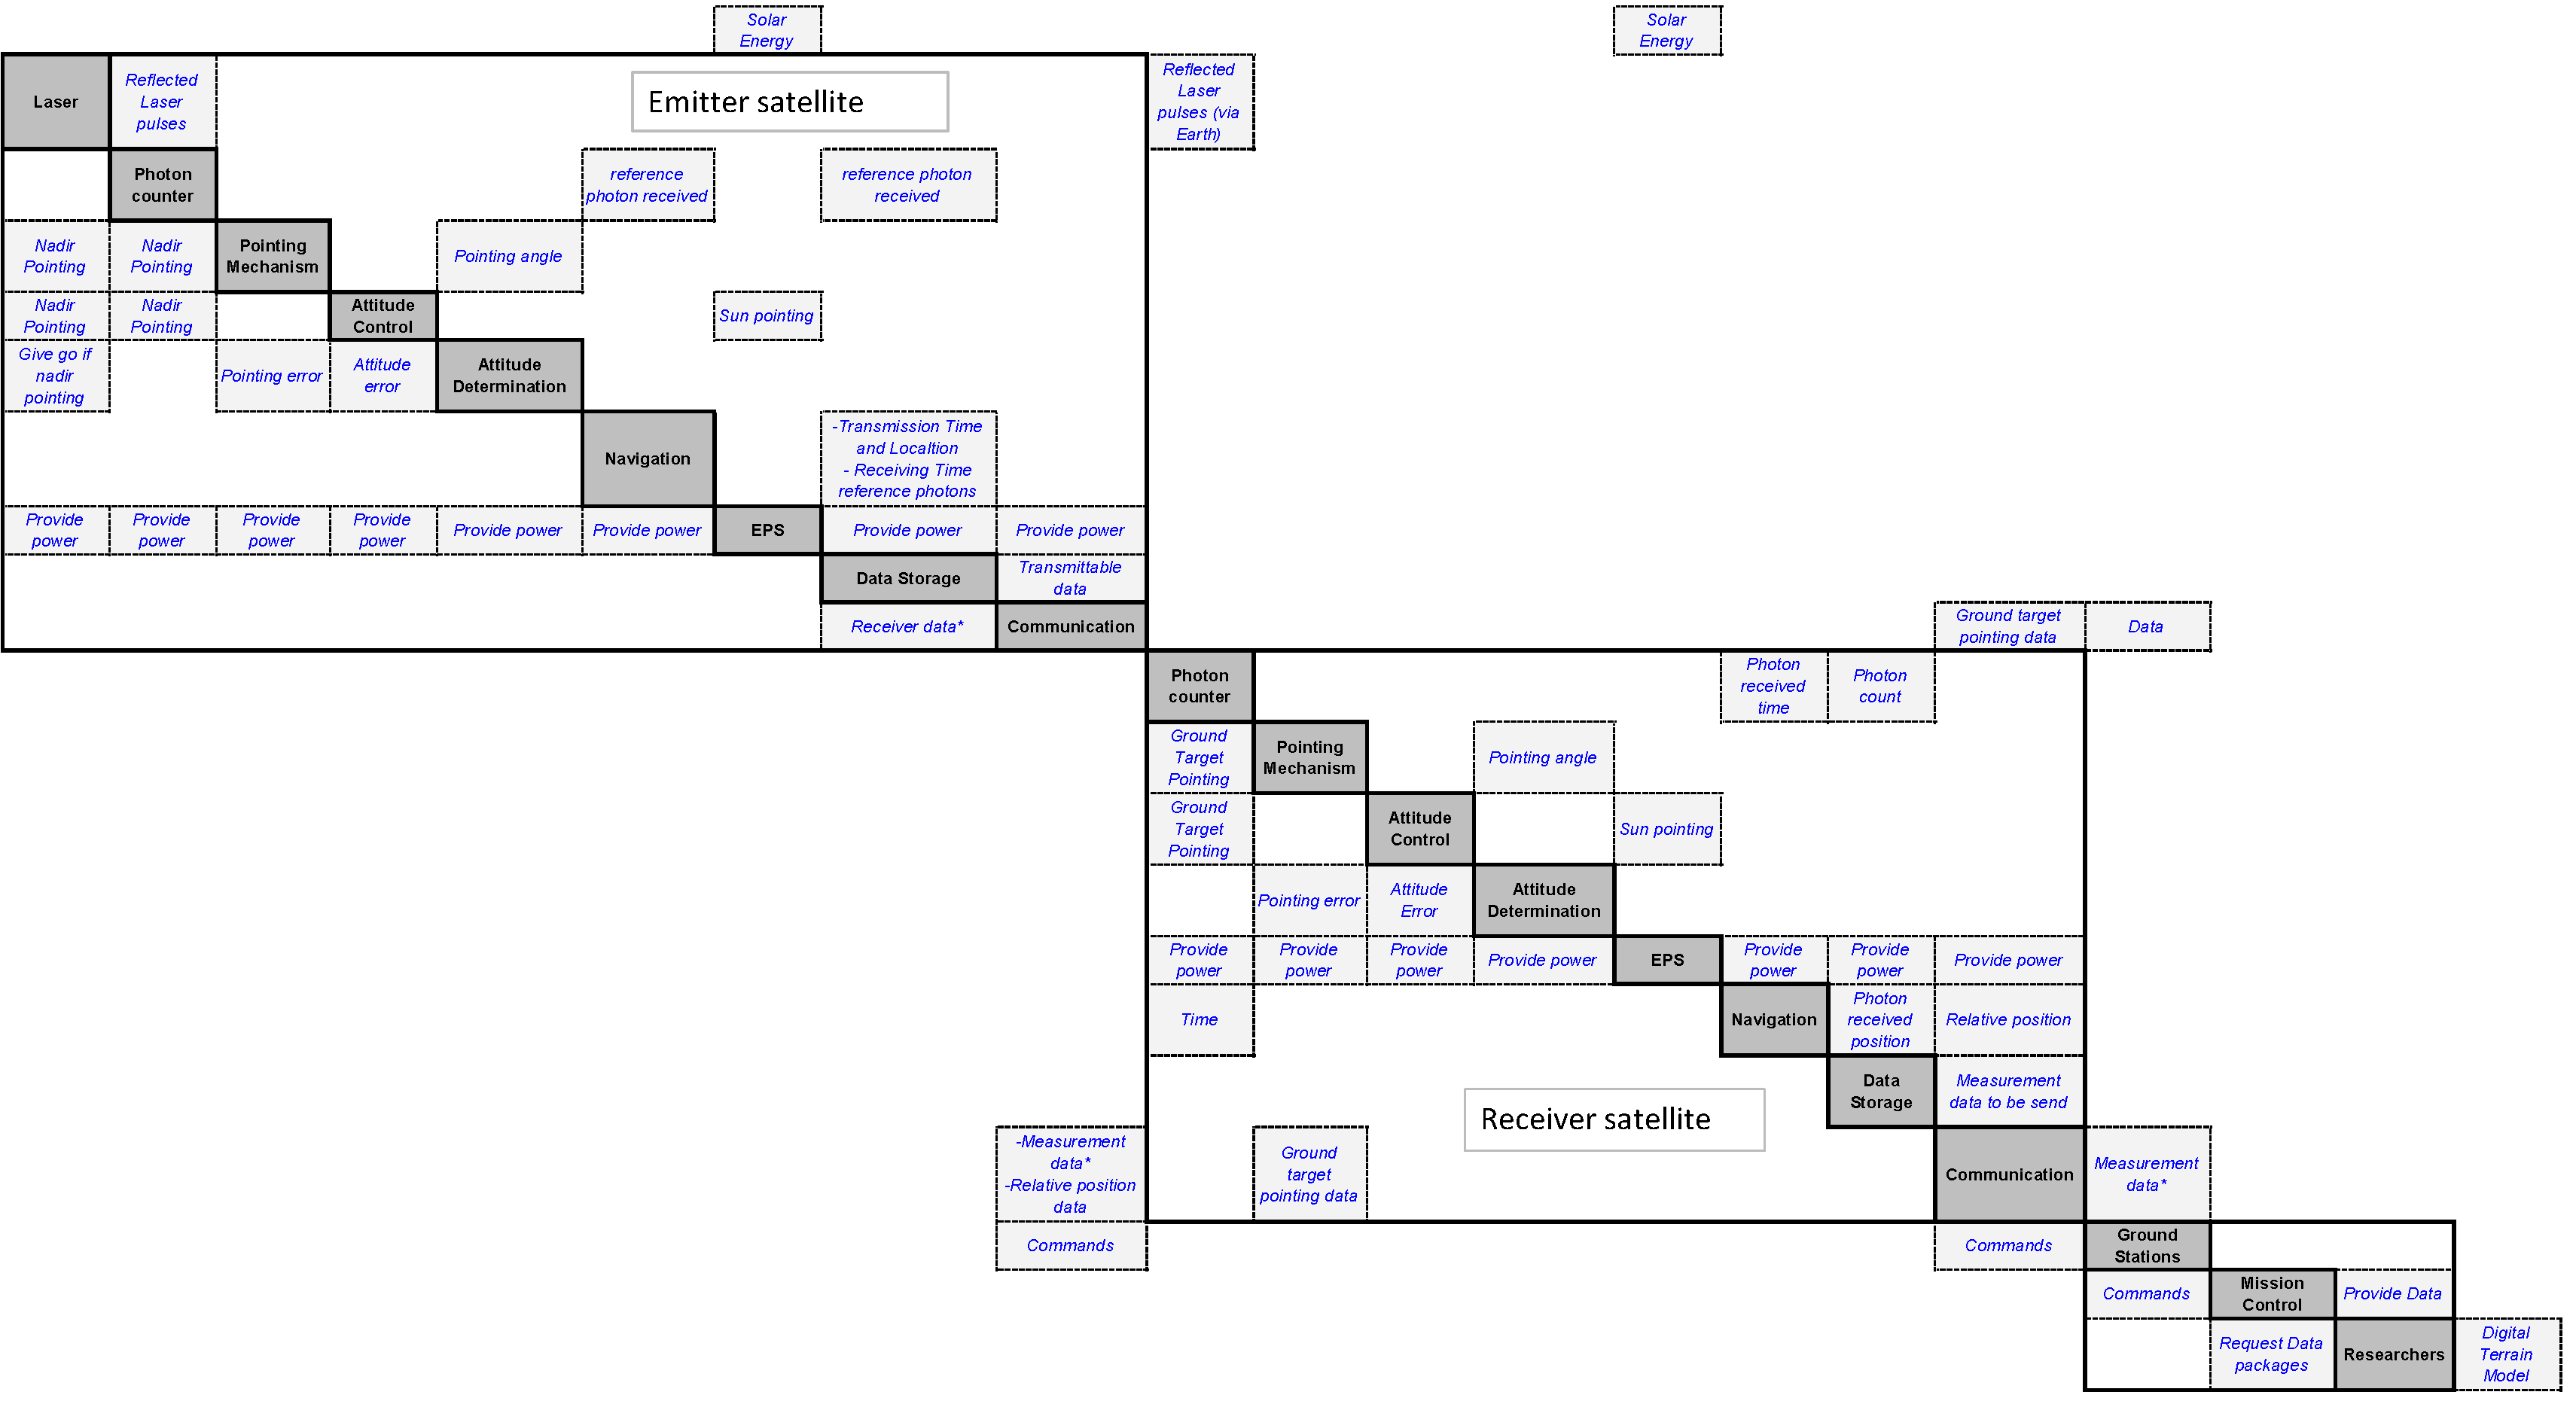 Solar
Energy
Solar
Energy
Laser
Reflected
Laser
pulses
Emitter satellite
Reflected
Laser
pulses (via
Earth)
Photon
counter
reference
photon received
reference photon
received
Nadir
Pointing
Nadir
Pointing
Pointing
Mechanism
Pointing angle
Nadir
Pointing
Nadir
Pointing
Attitude
Control
Sun pointing
Give go if
nadir
pointing
Pointing error
Attitude
error
Attitude
Determination
Navigation
-Transmission Time
and Localtion
- Receiving Time
reference photons
Provide
power
Provide
power
Provide
power
Provide
power
Provide power
Provide power
EPS
Provide power
Provide power
Data Storage
Transmittable
data
Receiver data*
Communication
Ground target
pointing data
Data
Photon
counter
Photon
received
time
Photon
count
Ground
Target
Pointing
Pointing
Mechanism
Pointing angle
Ground
Target
Pointing
Attitude
Control
Sun pointing
Pointing error
Attitude
Error
Attitude
Determination
Provide
power
Provide
power
Provide
power
Provide power
EPS
Provide
power
Provide
power
Provide power
Time
Navigation
Photon
received
position
Relative position
Receiver satellite
Data
Storage
Measurement
data to be send
-Measurement
data*
-Relative position
data
Ground
target
pointing data
Communication
Measurement
data*
Commands
Commands
Ground
Stations
Commands
Mission
Control
Provide Data
Request Data
packages
Researchers
Digital
Terrain
Model